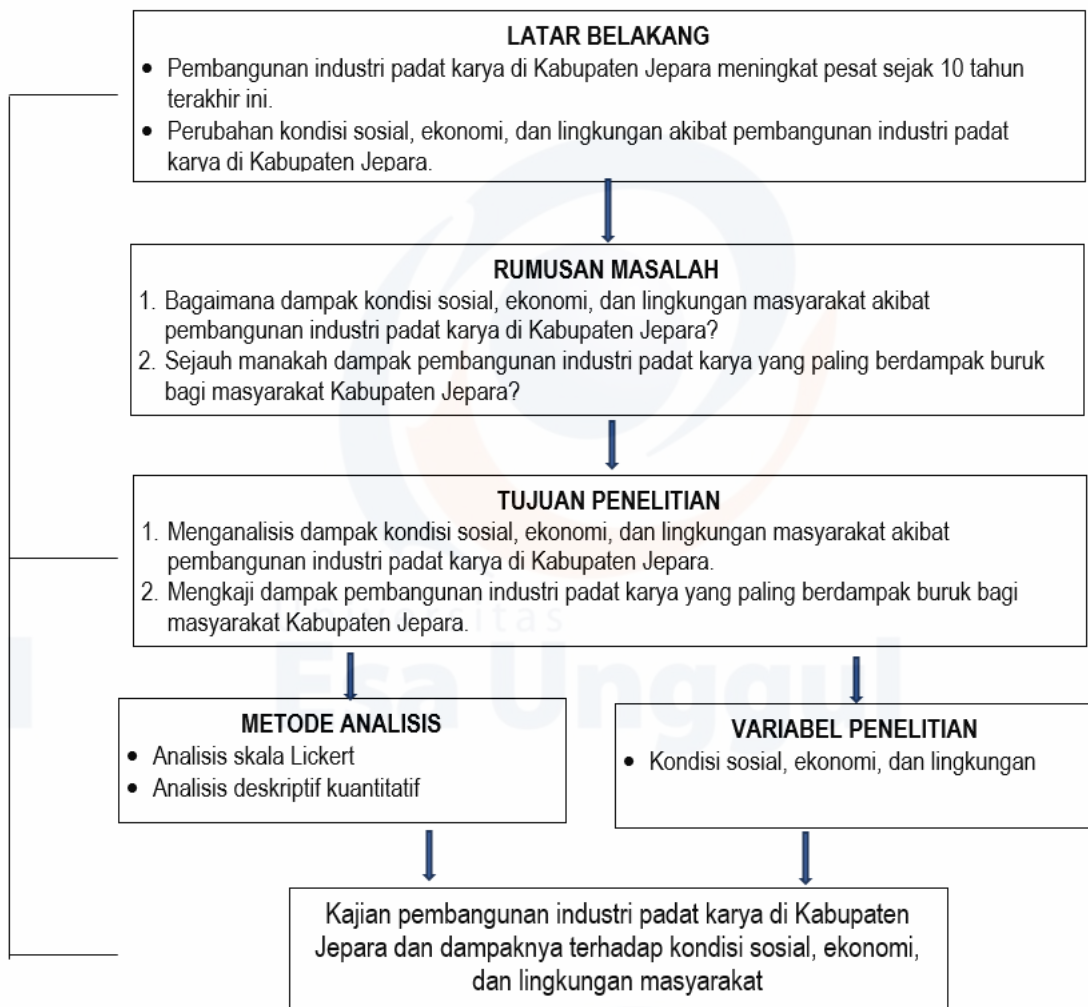 LATAR BELAKANG
• Pembangunan industri padat karya di Kabupaten Jepara meningkat pesat sejak 10 tahun
terakhir ini.
• Perubahan kondisi sosial, ekonomi, dan lingkungan akibat pembangunan industri padat
karya di Kabupaten Jepara.
RUMUSAN MASALAH
1. Bagaimana dampak kondisi sosial, ekonomi, dan lingkungan masyarakat akibat
pembangunan industri padat karya di Kabupaten Jepara?
2. Sejauh manakah dampak pembangunan industri padat karya yang paling berdampak buruk
bagi masyarakat Kabupaten Jepara?
TUJUAN PENELITIAN
1. Menganalisis dampak kondisi sosial, ekonomi, dan lingkungan masyarakat akibat
pembangunan industri padat karya di Kabupaten Jepara.
2. Mengkaji dampak pembangunan industri padat karya yang paling berdampak buruk bagi
masyarakat Kabupaten Jepara.
Universitas
Esa Unggul
METODE ANALISIS
• Analisis skala Lickert
• Analisis deskriptif kuantitatif
VARIABEL PENELITIAN
• Kondisi sosial, ekonomi, dan lingkungan
Kajian pembangunan industri padat karya di Kabupaten
Jepara dan dampaknya terhadap kondisi sosial, ekonomi,
dan lingkungan masyarakat